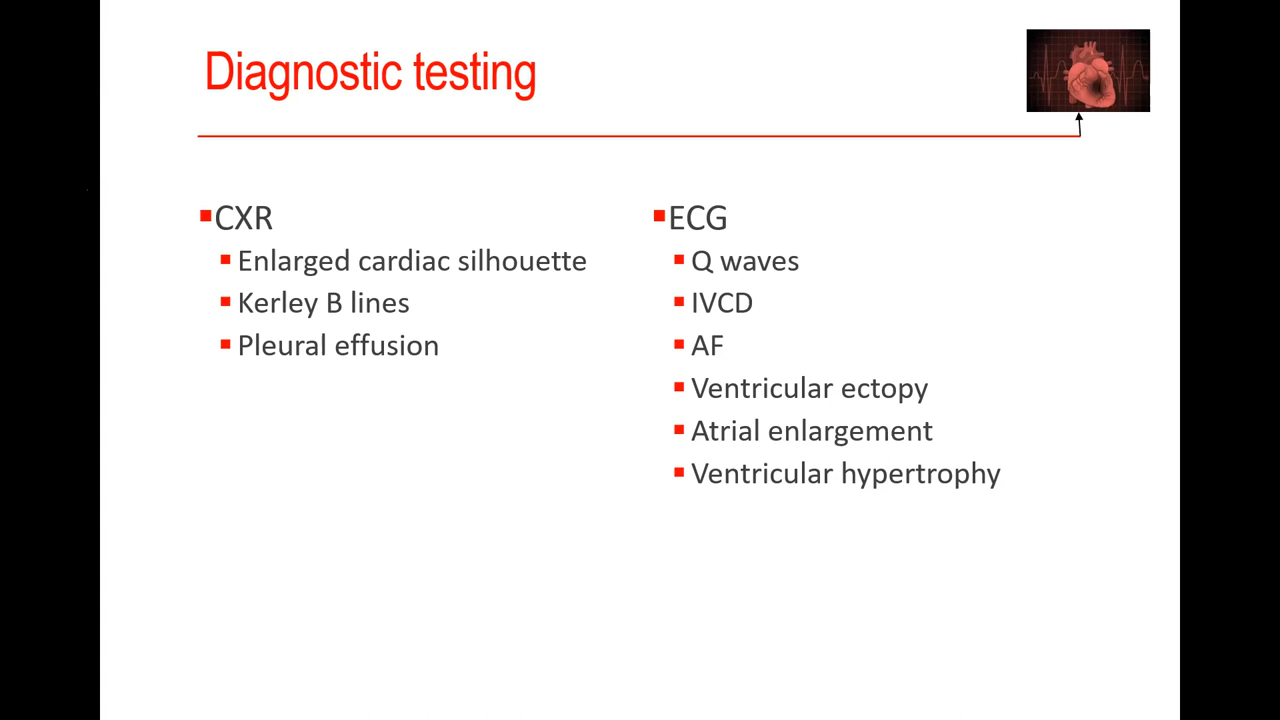 Diagnostic testing
CXR
Enlarged cardiac silhouette
Kerley B lines
Pleural effusion
ECG
Q waves
IVCD
AF
Ventricular ectopy
Atrial enlargement
Ventricular hypertrophy